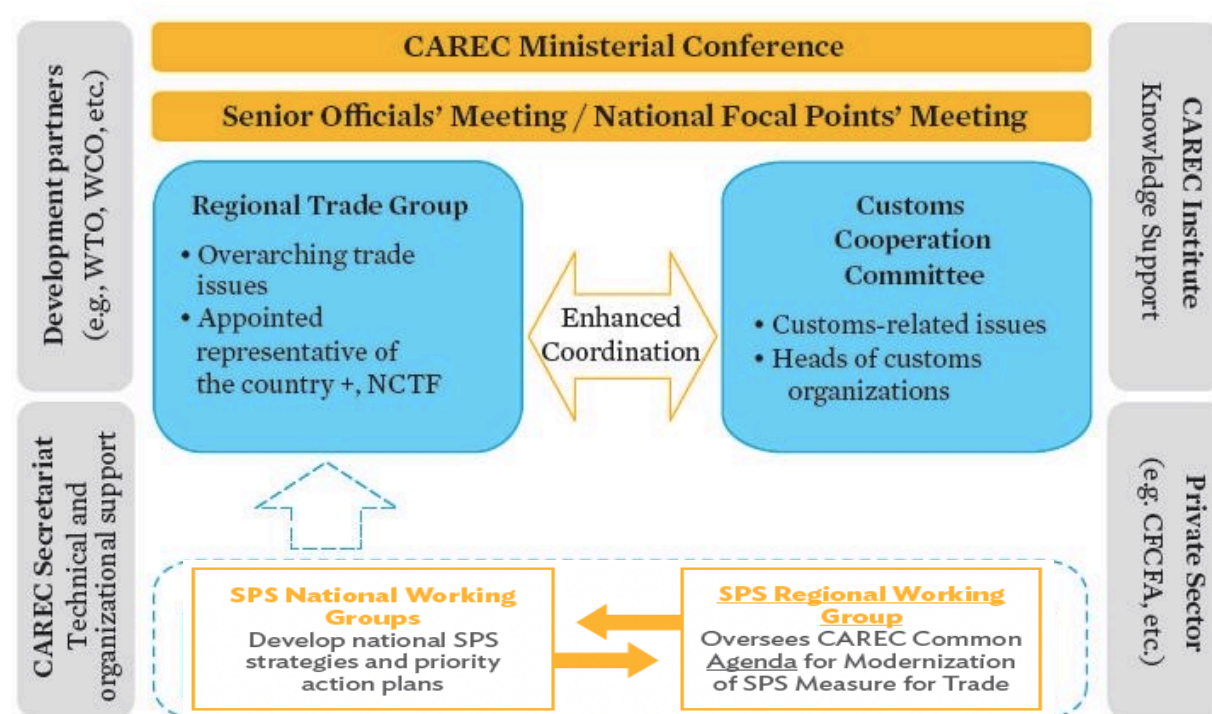 CAREC Ministerial Conference
Senior Officials’ Meeting / National Focal Points’ Meeting
Development partners
(e.g., WTO, WCO, etc.)
CAREC Secretariat
Technical and
organizational support
Regional Trade Group
• Overarching trade
issues
• Appointed
representative of
the country +, NCTF
Enhanced
Coordination
Customs
Cooperation
Committee
• Customs-related issues
• Heads of customs
organizations
SPS National Working
Groups
Develop national SPS
strategies and priority
action plans
SPS Regional Working
Group
Oversees CAREC Common
Agenda for Modernization
of SPS Measure for Trade
CAREC Institute
Knowledge Support
Private Sector
(e.g. CFCFA, etc.)